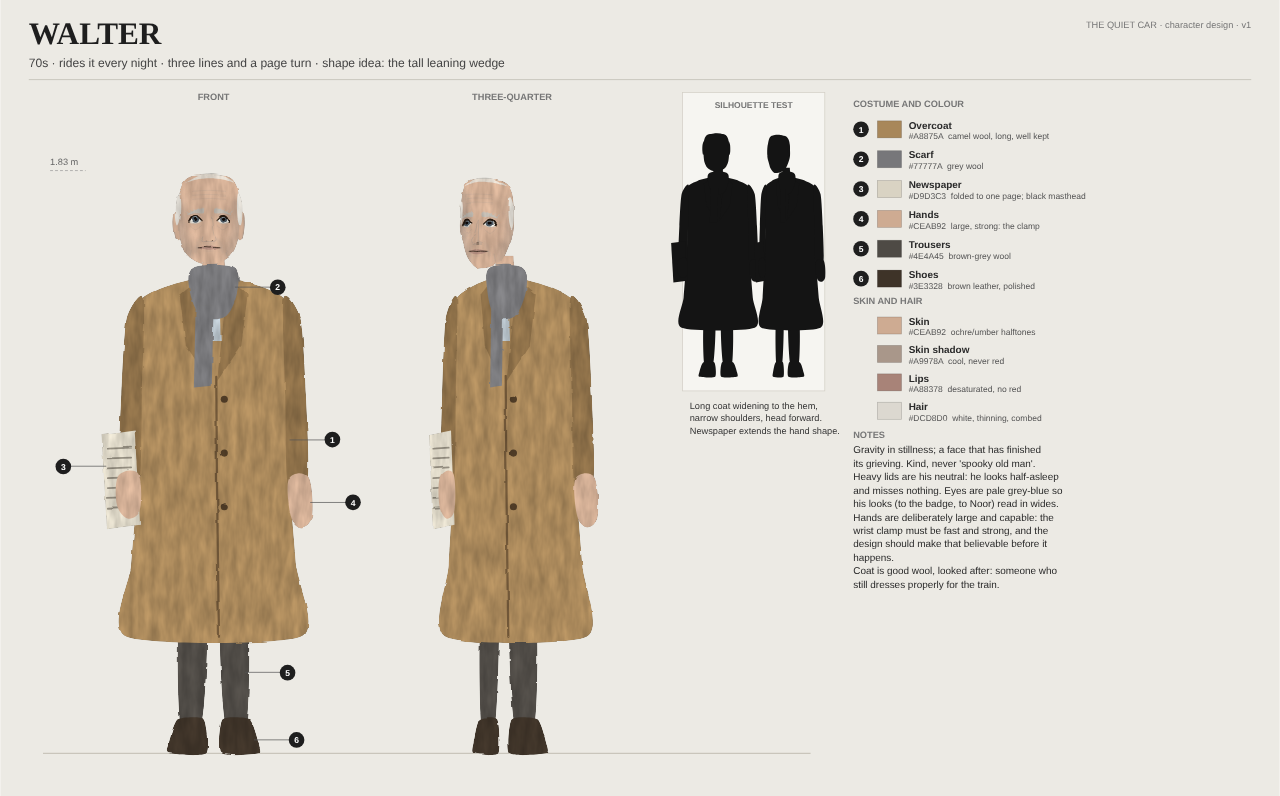 WALTER
THE QUIET CAR · character design · v1
70s · rides it every night · three lines and a page turn · shape idea: the tall leaning wedge
FRONT
THREE-QUARTER
1.83 m
2
1
3
4
5
6
SILHOUETTE TEST
Long coat widening to the hem,
narrow shoulders, head forward.
Newspaper extends the hand shape.
COSTUME AND COLOUR
1 Overcoat
#A8875A camel wool, long, well kept
2 Scarf
#77777A grey wool
3 Newspaper
#D9D3C3 folded to one page; black masthead
4 Hands
#CEAB92 large, strong: the clamp
5 Trousers
#4E4A45 brown-grey wool
6 Shoes
#3E3328 brown leather, polished
SKIN AND HAIR
Skin
#CEAB92 ochre/umber halftones
Skin shadow
#A9978A cool, never red
Lips
#A88378 desaturated, no red
Hair
#DCD8D0 white, thinning, combed
NOTES
Gravity in stillness; a face that has finished
its grieving. Kind, never 'spooky old man'.
Heavy lids are his neutral: he looks half-asleep
and misses nothing. Eyes are pale grey-blue so
his looks (to the badge, to Noor) read in wides.
Hands are deliberately large and capable: the
wrist clamp must be fast and strong, and the
design should make that believable before it
happens.
Coat is good wool, looked after: someone who
still dresses properly for the train.